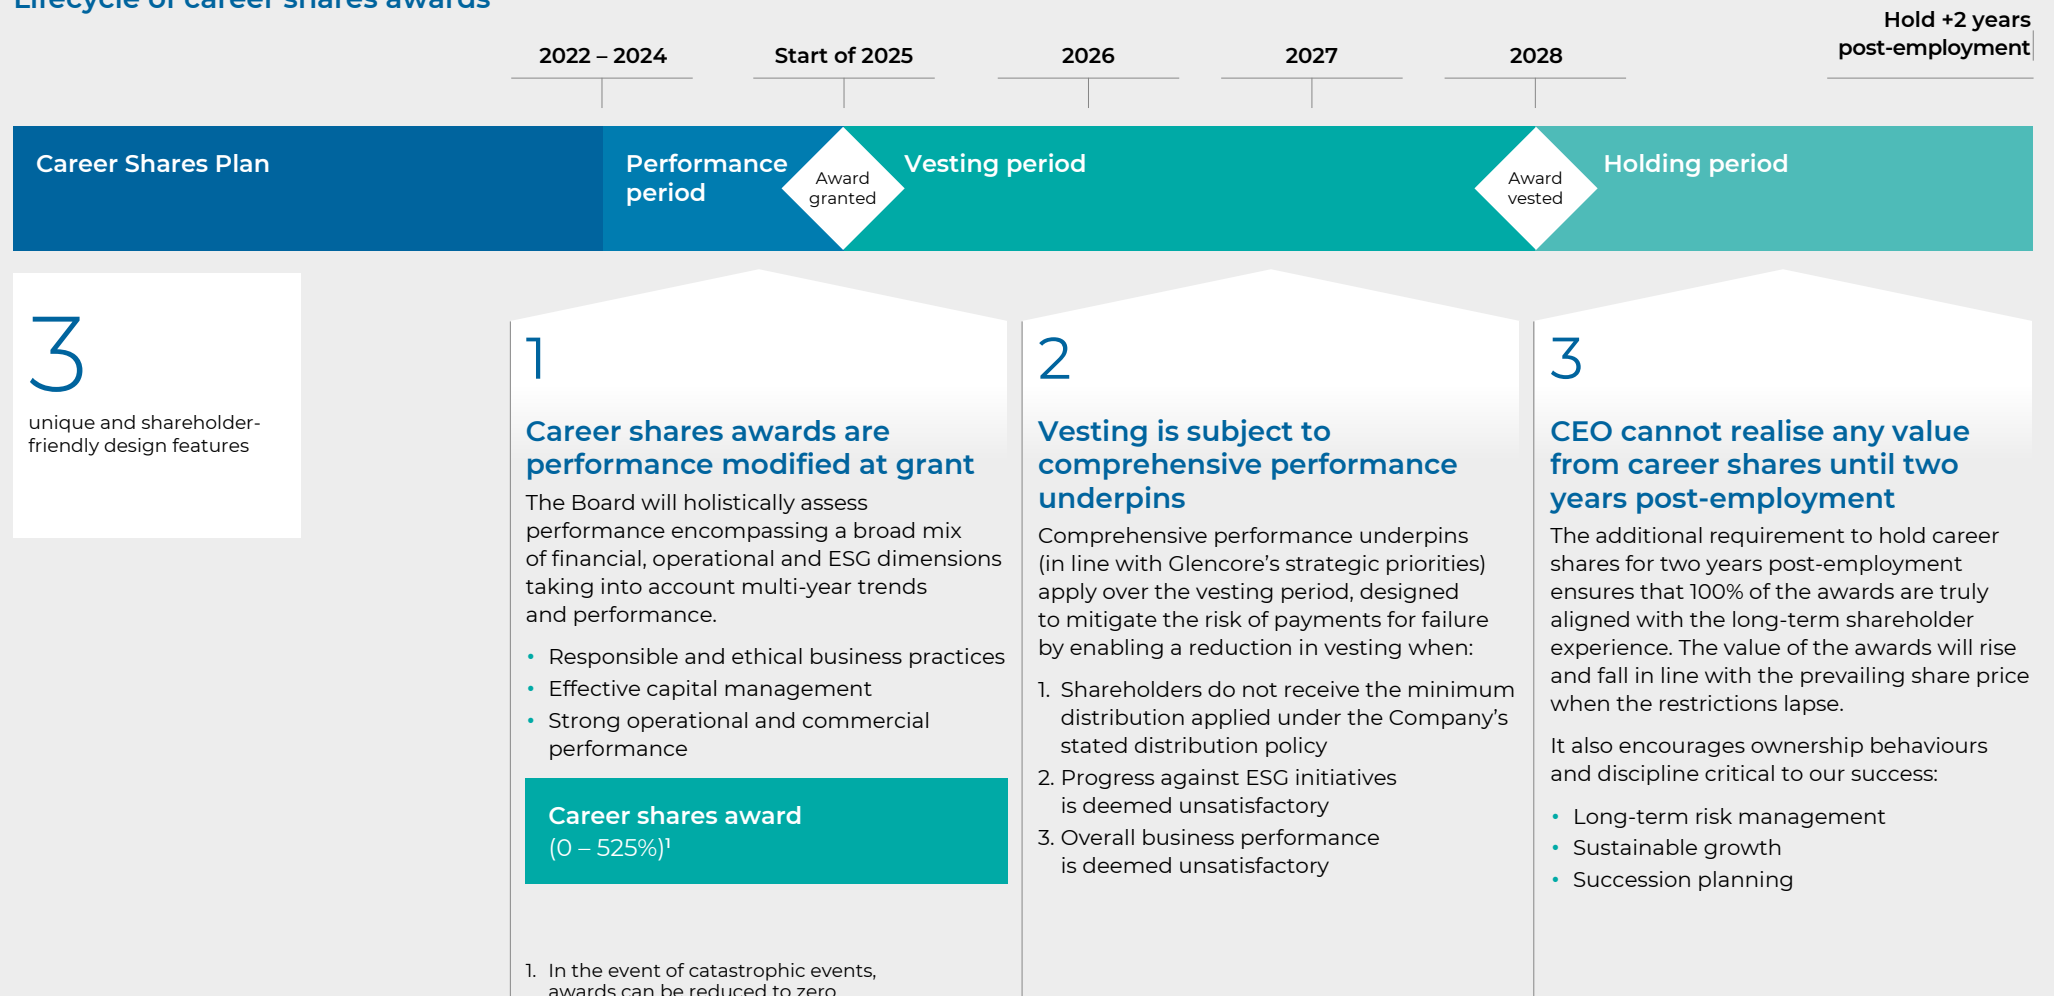 Lifecycle of career shares awards
2022 – 2024
Start of 2025
2026
2027
2028
Hold +2 years
post-employment
Career Shares Plan
Performance
period
Award
granted
Vesting period
Award
vested
Holding period
3
unique and shareholder-
friendly design features
1
Career shares awards are
performance modified at grant
The Board will holistically assess
performance encompassing a broad mix
of financial, operational and ESG dimensions
taking into account multi-year trends
and performance.
• Responsible and ethical business practices
• Effective capital management
• Strong operational and commercial
performance
Career shares award
(0 – 525%)¹
1. In the event of catastrophic events,
awards can be reduced to zero
2
Vesting is subject to
comprehensive performance
underpins
Comprehensive performance underpins
(in line with Glencore’s strategic priorities)
apply over the vesting period, designed
to mitigate the risk of payments for failure
by enabling a reduction in vesting when:
1. Shareholders do not receive the minimum
distribution applied under the Company’s
stated distribution policy
2. Progress against ESG initiatives
is deemed unsatisfactory
3. Overall business performance
is deemed unsatisfactory
3
CEO cannot realise any value
from career shares until two
years post-employment
The additional requirement to hold career
shares for two years post-employment
ensures that 100% of the awards are truly
aligned with the long-term shareholder
experience. The value of the awards will rise
and fall in line with the prevailing share price
when the restrictions lapse.
It also encourages ownership behaviours
and discipline critical to our success:
• Long-term risk management
• Sustainable growth
• Succession planning